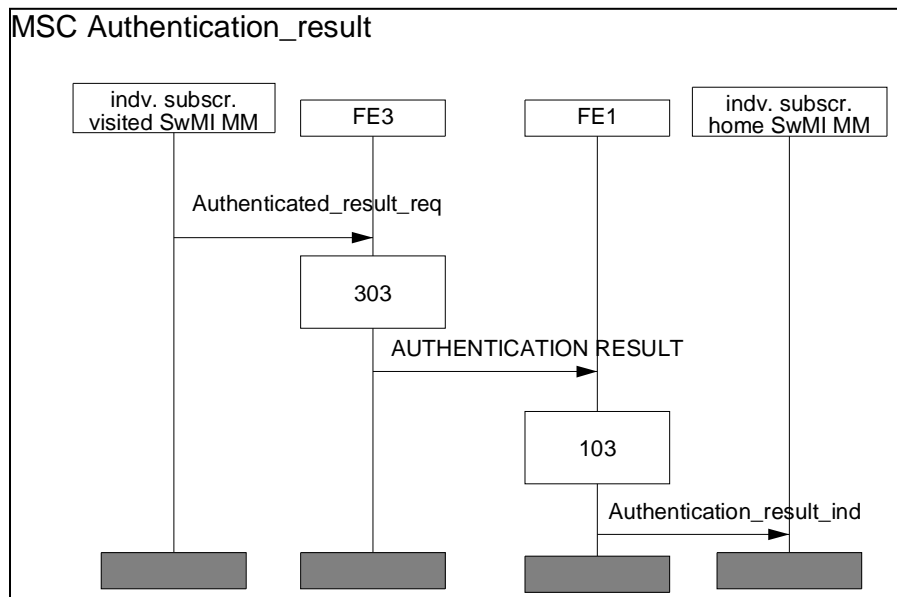 MSC Authentication_result
indv. subscr.
visited SwMI MM
FE3
FE1
indv. subscr.
home SwMI MM
Authenticated_result_req
303
AUTHENTICATION RESULT
103
Authentication_result_ind